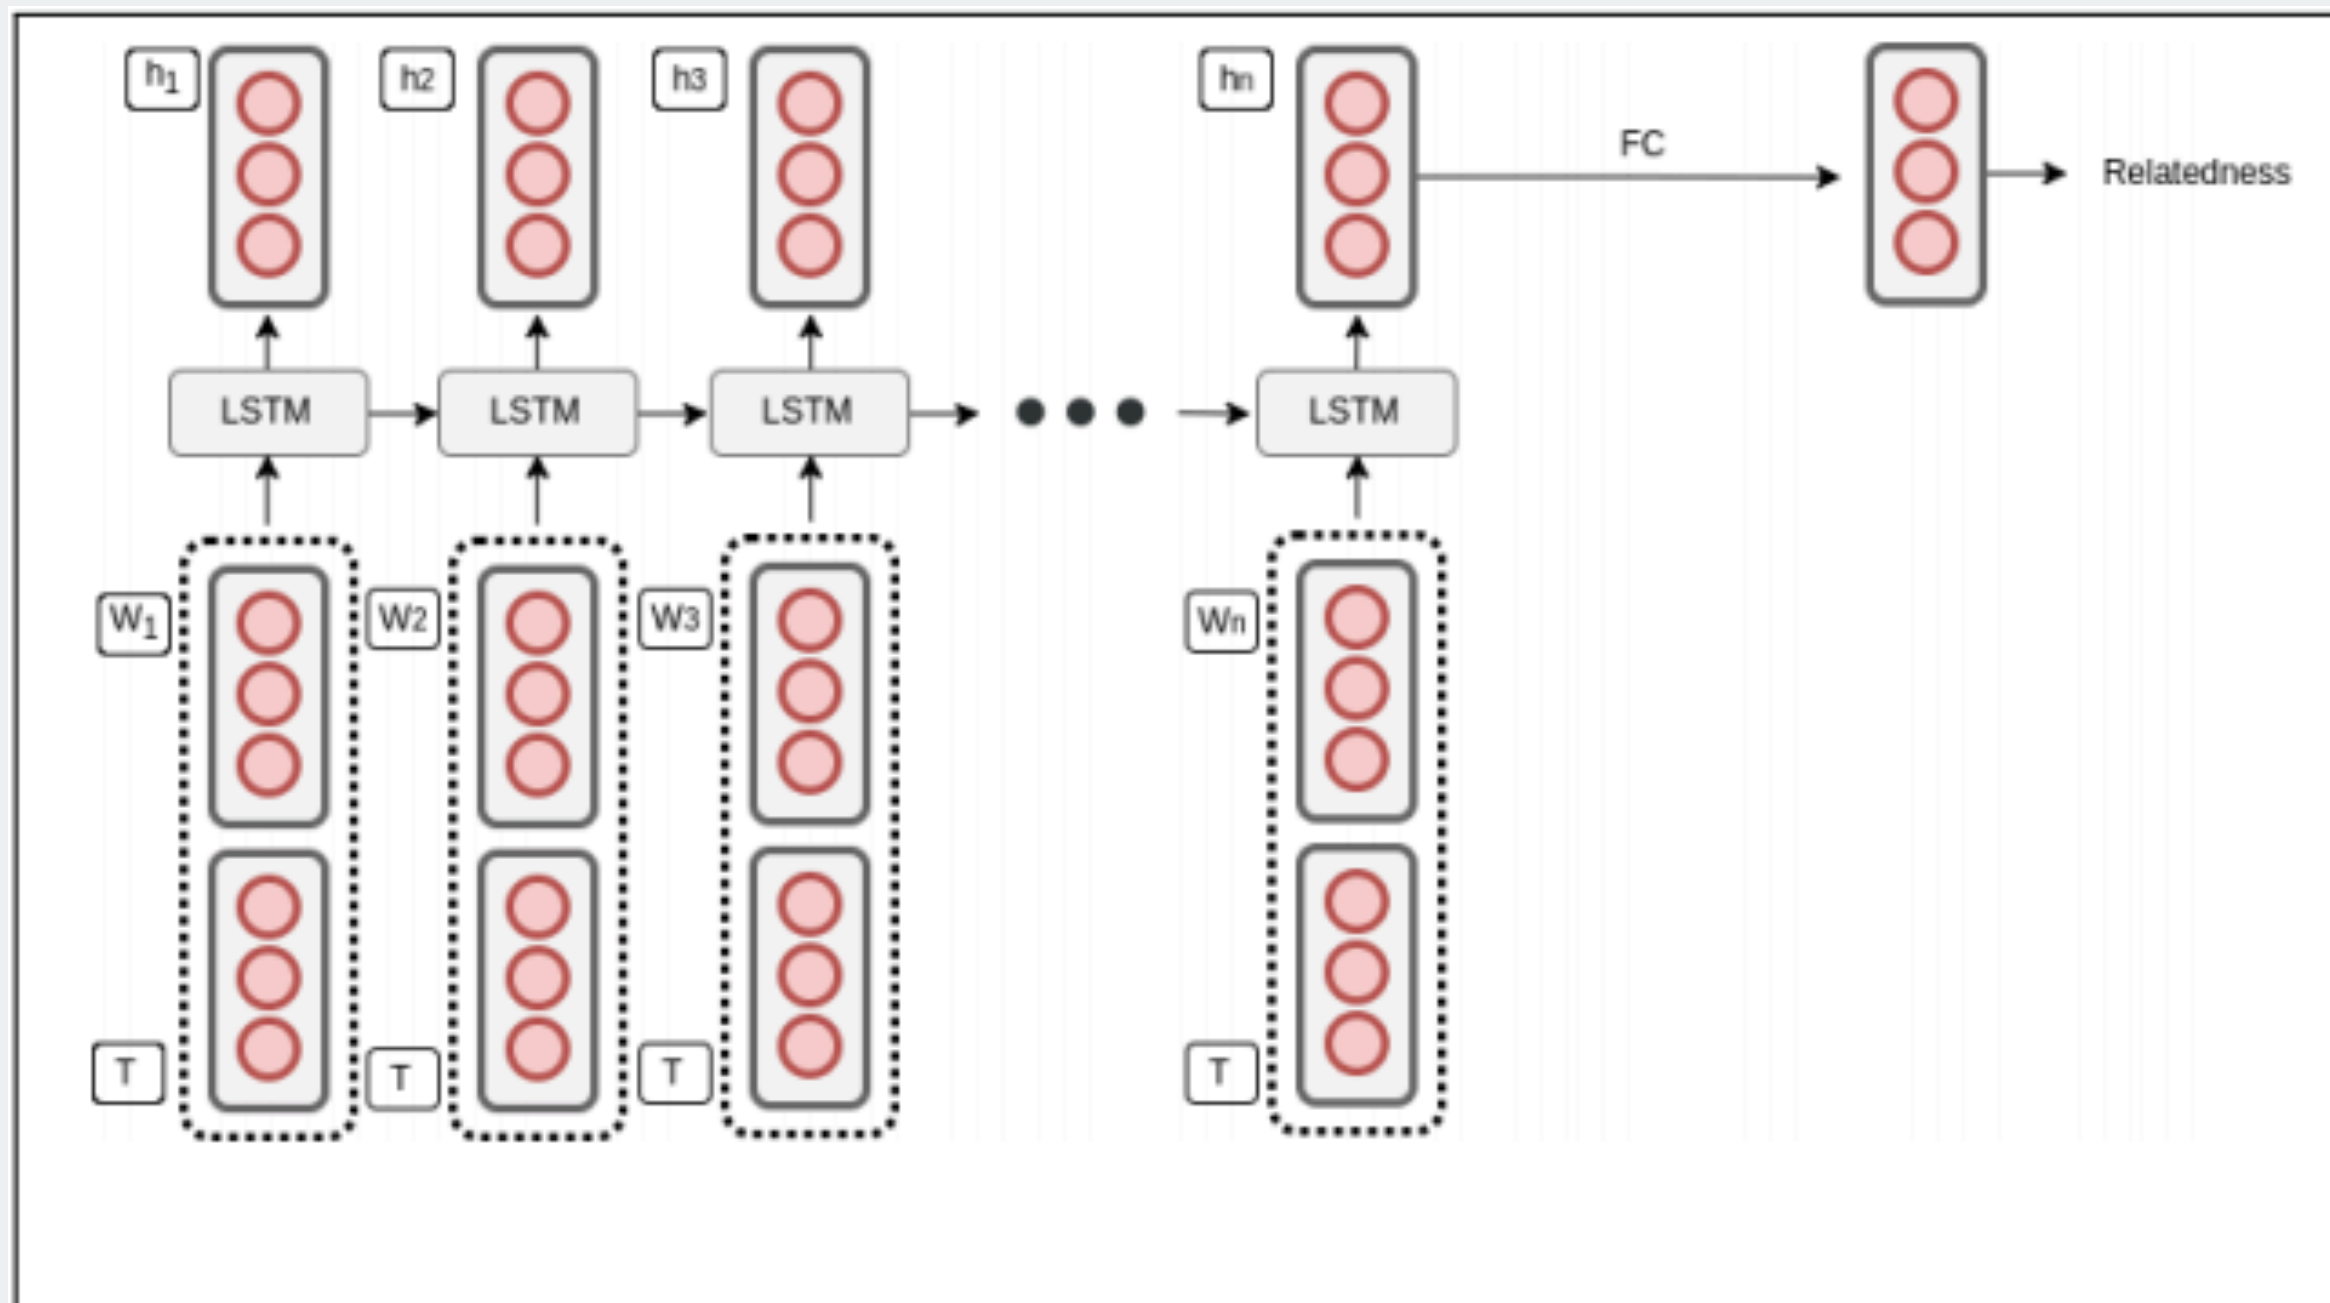 h1 h2 h3 hn
FC
Relatedness
LSTM LSTM LSTM LSTM
W1 W2 W3 Wn
T T T T